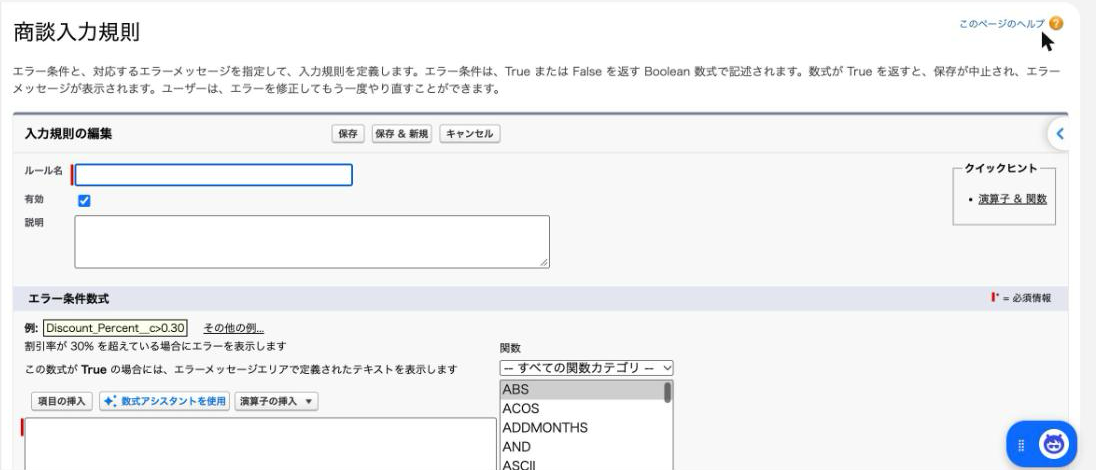 商談入力規則
このページのヘルプ
エラー条件と、対応するエラーメッセージを指定して、入力規則を定義します。エラー条件は、True または False を返す Boolean 数式で記述されます。数式が True を返すと、保存が中止され、エラー
メッセージが表示されます。ユーザーは、エラーを修正してもう一度やり直すことができます。
入力規則の編集
保存
保存 & 新規
キャンセル
ルール名
有効
説明
クイックヒント
• 演算子 & 関数
エラー条件数式
= 必須情報
例: Discount_Percent__c>0.30 その他の例...
割引率が 30% を超えている場合にエラーを表示します
この数式が True の場合には、エラーメッセージエリアで定義されたテキストを表示します
項目の挿入
数式アシスタントを使用
演算子の挿入 ▼
関数
-- すべての関数カテゴリ --
ABS
ACOS
ADDMONTHS
AND
ASCII